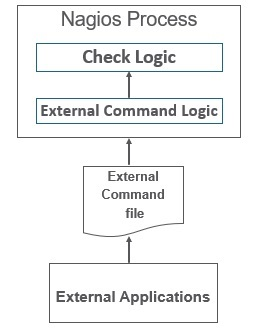 Nagios Process
Check Logic
External Command Logic
External
Command
file
External Applications